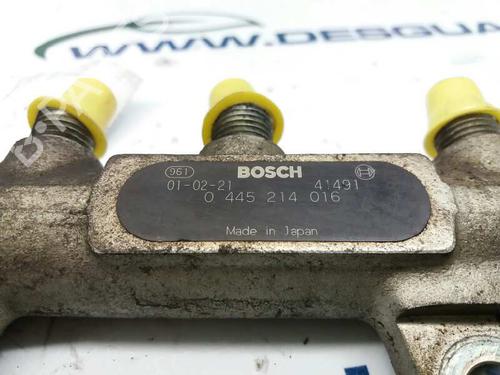 WWW.DESGUA
961 BOSCH
01-02-21 41491
0 445 214 016
Made in Japan